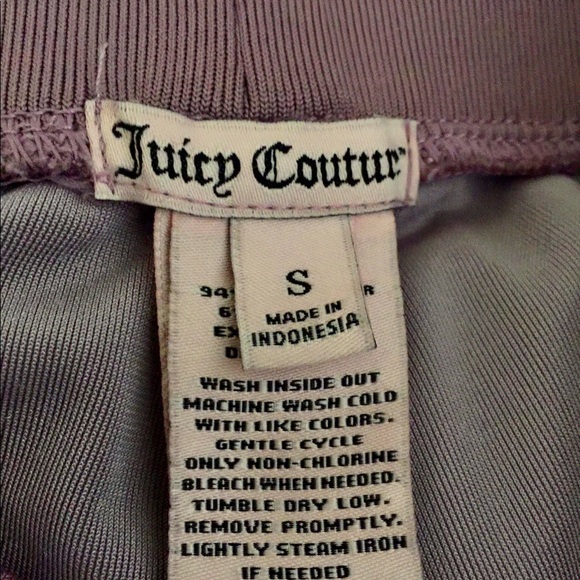 Juicy Coutur
S
MADE IN
INDONESIA
WASH INSIDE OUT
MACHINE WASH COLD
WITH LIKE COLORS.
GENTLE CYCLE
ONLY NON-CHLORINE
BLEACH WHEN NEEDED.
TUMBLE DRY LOW.
REMOVE PROMPTLY.
LIGHTLY STEAM IRON
IF NEEDED